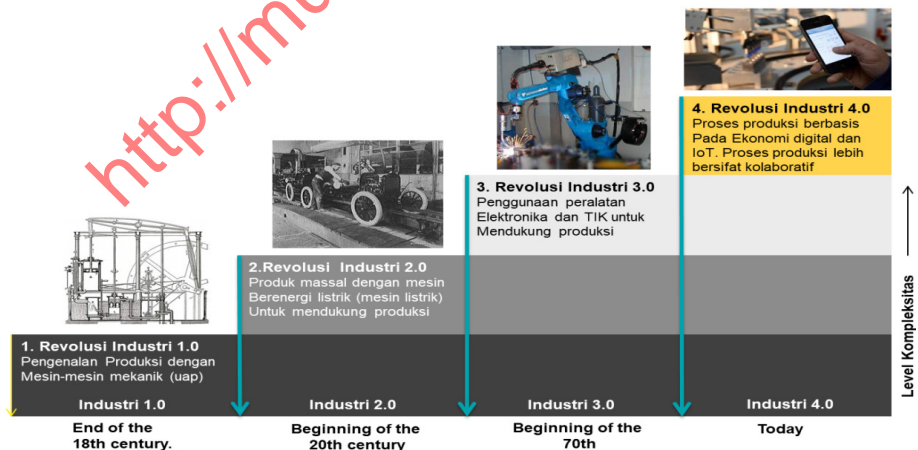 http://mu
4. Revolusi Industri 4.0
Proses produksi berbasis
Pada Ekonomi digital dan
IoT. Proses produksi lebih
bersifat kolaboratif
3. Revolusi Industri 3.0
Penggunaan peralatan
Elektronika dan TIK untuk
Mendukung produksi
2.Revolusi Industri 2.0
Produk massal dengan mesin
Berenergi listrik (mesin listrik)
Untuk mendukung produksi
1. Revolusi Industri 1.0
Pengenalan Produksi dengan
Mesin-mesin mekanik (uap)
Level Kompleksitas
Industri 1.0
Industri 2.0
Industri 3.0
Industri 4.0
End of the
18th century.
Beginning of the
20th century
Beginning of the
70th
Today